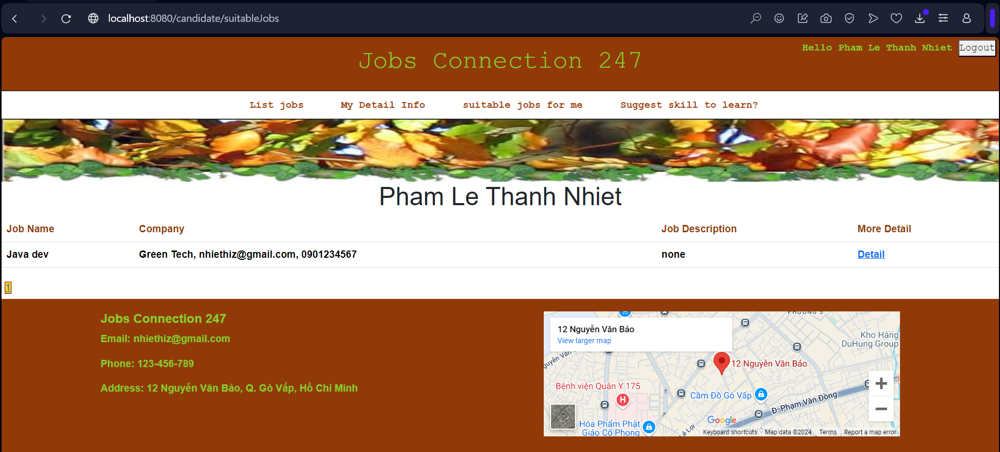 localhost:8080/candidate/suitableJobs
Hello Pham Le Thanh Nhiet Logout
Jobs Connection 247
List jobs My Detail Info suitable jobs for me Suggest skill to learn?
Pham Le Thanh Nhiet
Job Name Company Job Description More Detail
Java dev Green Tech, nhiethiz@gmail.com, 0901234567 none Detail
1
Jobs Connection 247
Email: nhiethiz@gmail.com
Phone: 123-456-789
Address: 12 Nguyễn Văn Bảo, Q. Gò Vấp, Hồ Chí Minh
PHƯỜNG 5
12 Nguyễn Văn Bảo
View larger map
Kho Hàng
DuHung Group
12 Nguyễn Văn Bảo
Bệnh viện Quân Y 175
H
Cầm Đồ Gò Vấp
Đ. Phạm Văn Đồng
Hóa Phẩm Phật
Giáo Cổ Phong
Lê Lợi
Google
Keyboard shortcuts Map data ©2024 Terms Report a map error